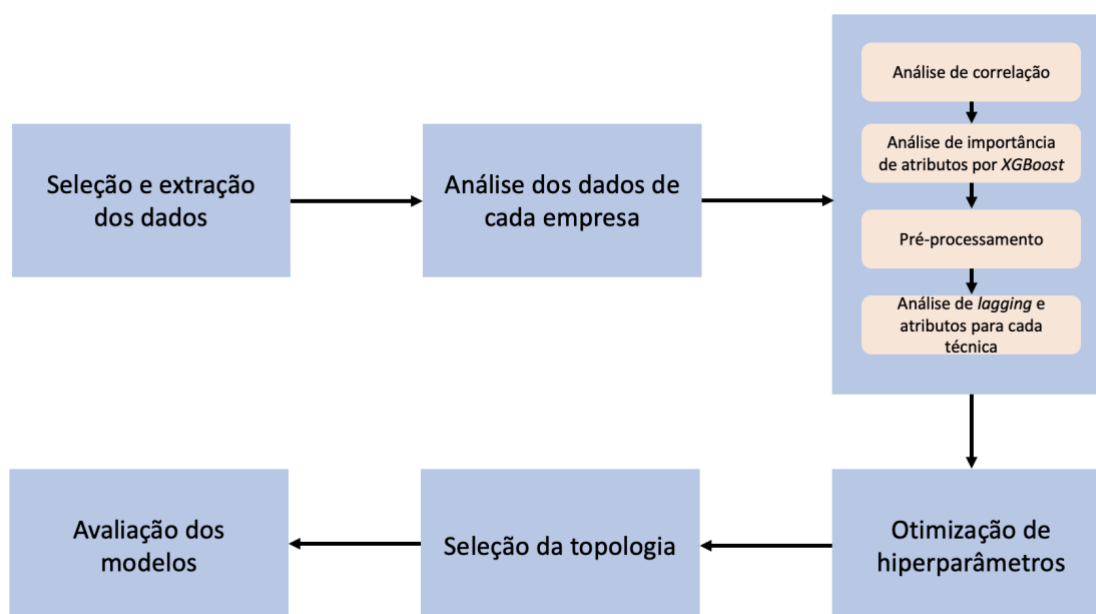 Seleção e extração
dos dados
Análise dos dados de
cada empresa
Análise de correlação
Análise de importância
de atributos por XGBoost
Pré-processamento
Análise de lagging e
atributos para cada
técnica
Otimização de
hiperparâmetros
Seleção da topologia
Avaliação dos
modelos